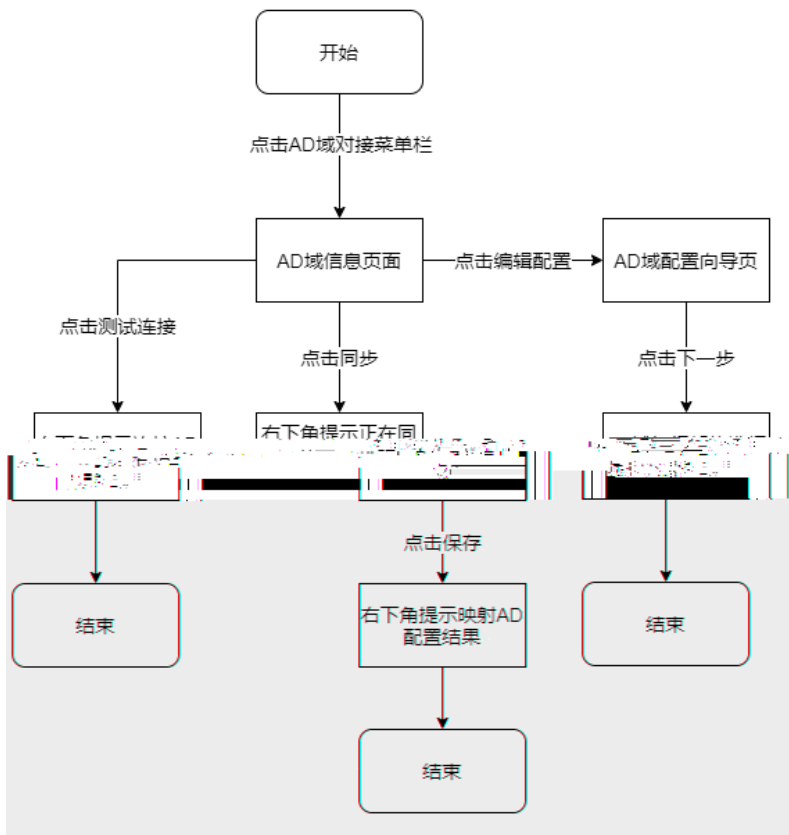 开始
点击AD域对接菜单栏
AD域信息页面
点击编辑配置
AD域配置向导页
点击测试连接
点击同步
点击下一步
右下角提示正在同
点击保存
结束
右下角提示映射AD
配置结果
结束
结束